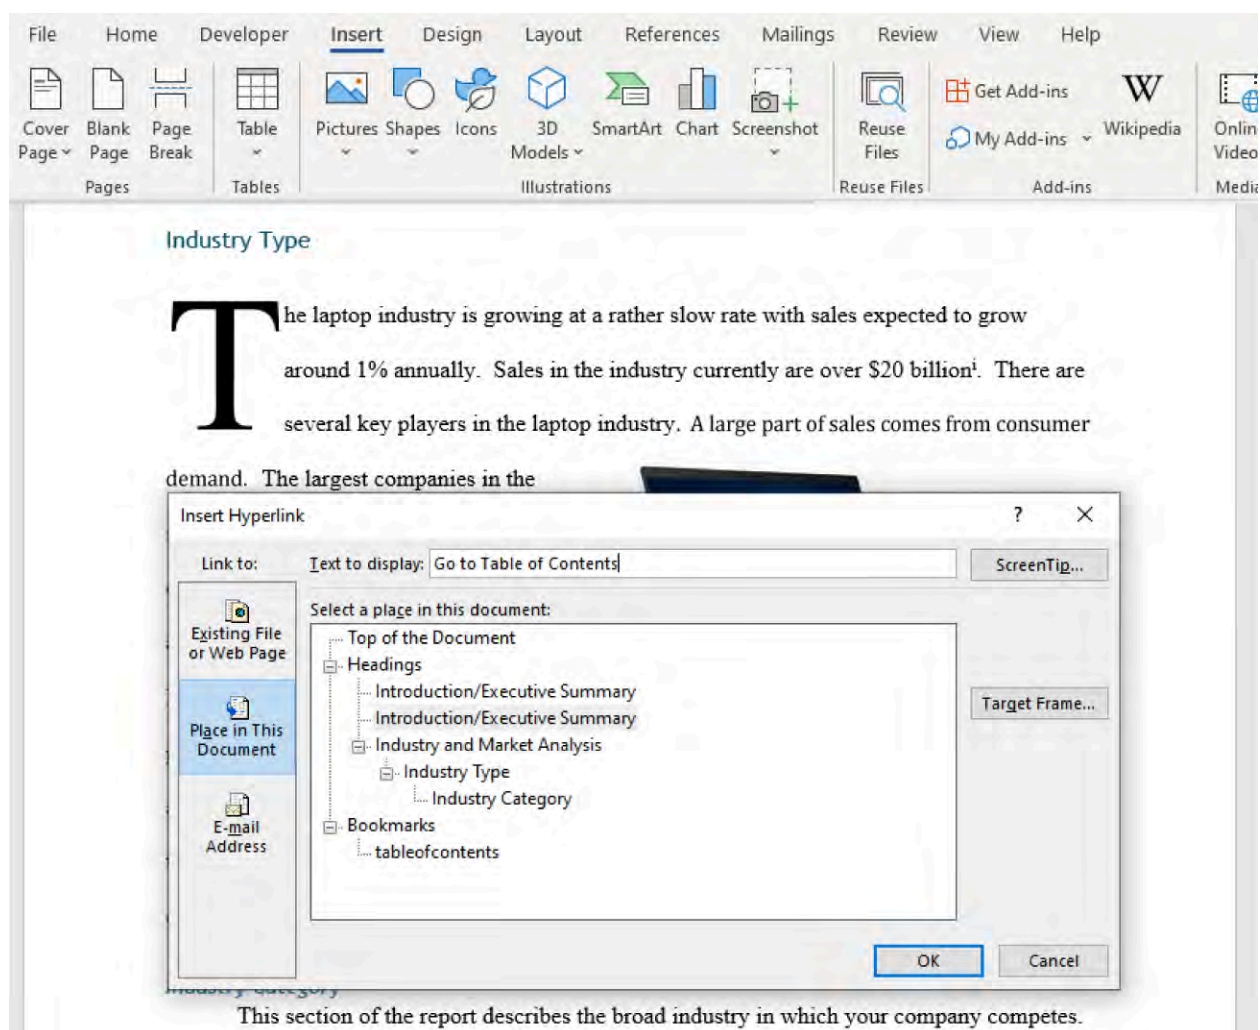 File Home Developer Insert Design Layout References Mailings Review View Help
Cover Page Blank Page Page Break Table Pictures Shapes Icons 3D Models SmartArt Chart Screenshot Reuse Files Get Add-ins My Add-ins Wikipedia
Pages Tables Illustrations Reuse Files Add-ins
Industry Type
The laptop industry is growing at a rather slow rate with sales expected to grow
around 1% annually. Sales in the industry currently are over $20 billionⁱ. There are
several key players in the laptop industry. A large part of sales comes from consumer
demand. The largest companies in the
Insert Hyperlink ? 
Link to: Text to display: Go to Table of Contents ScreenTip...
Select a place in this document:
Existing File
or Web Page
Place in This
Document
E-mail
Address
Top of the Document
Headings
Introduction/Executive Summary
Introduction/Executive Summary
Industry and Market Analysis
Industry Type
Industry Category
Bookmarks
tableofcontents
Target Frame...
OK Cancel
Industry Category
This section of the report describes the broad industry in which your company competes.